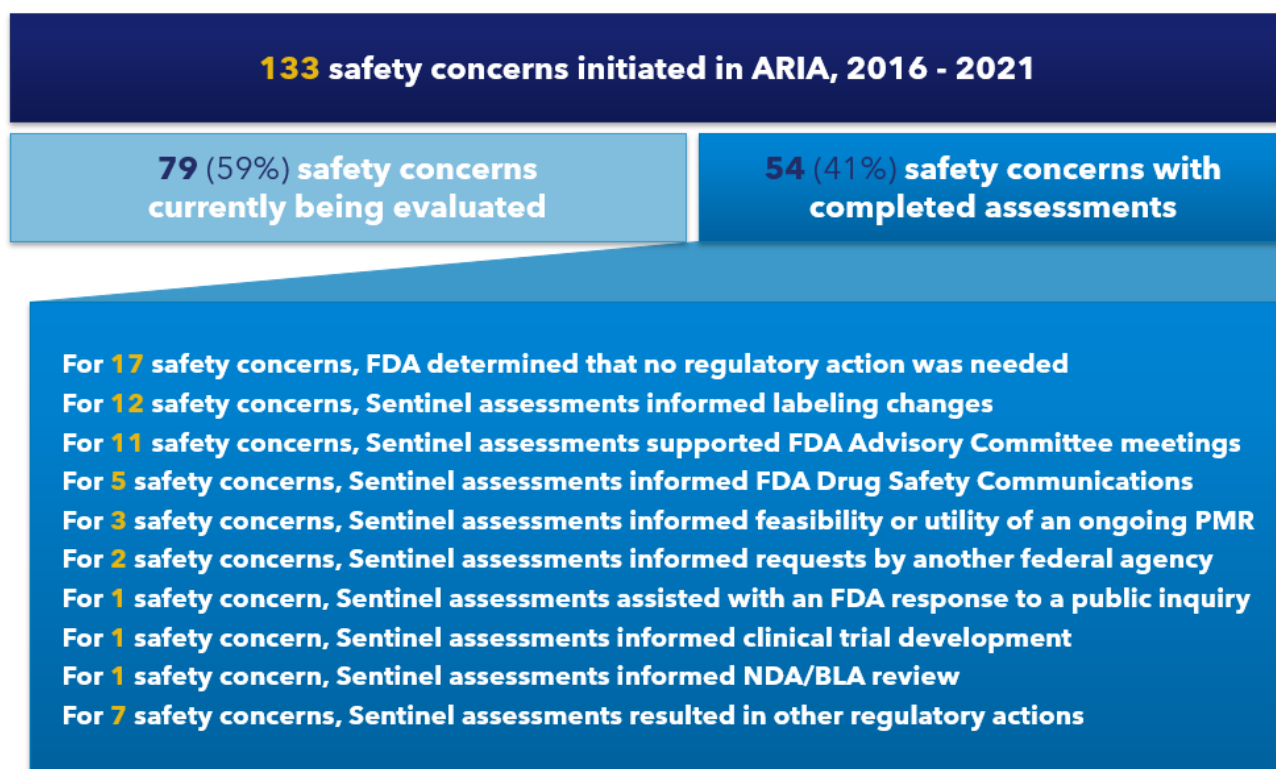 133 safety concerns initiated in ARIA, 2016 - 2021
79 (59%) safety concerns
currently being evaluated
54 (41%) safety concerns with
completed assessments
For 17 safety concerns, FDA determined that no regulatory action was needed
For 12 safety concerns, Sentinel assessments informed labeling changes
For 11 safety concerns, Sentinel assessments supported FDA Advisory Committee meetings
For 5 safety concerns, Sentinel assessments informed FDA Drug Safety Communications
For 3 safety concerns, Sentinel assessments informed feasibility or utility of an ongoing PMR
For 2 safety concerns, Sentinel assessments informed requests by another federal agency
For 1 safety concern, Sentinel assessments assisted with an FDA response to a public inquiry
For 1 safety concern, Sentinel assessments informed clinical trial development
For 1 safety concern, Sentinel assessments informed NDA/BLA review
For 7 safety concerns, Sentinel assessments resulted in other regulatory actions